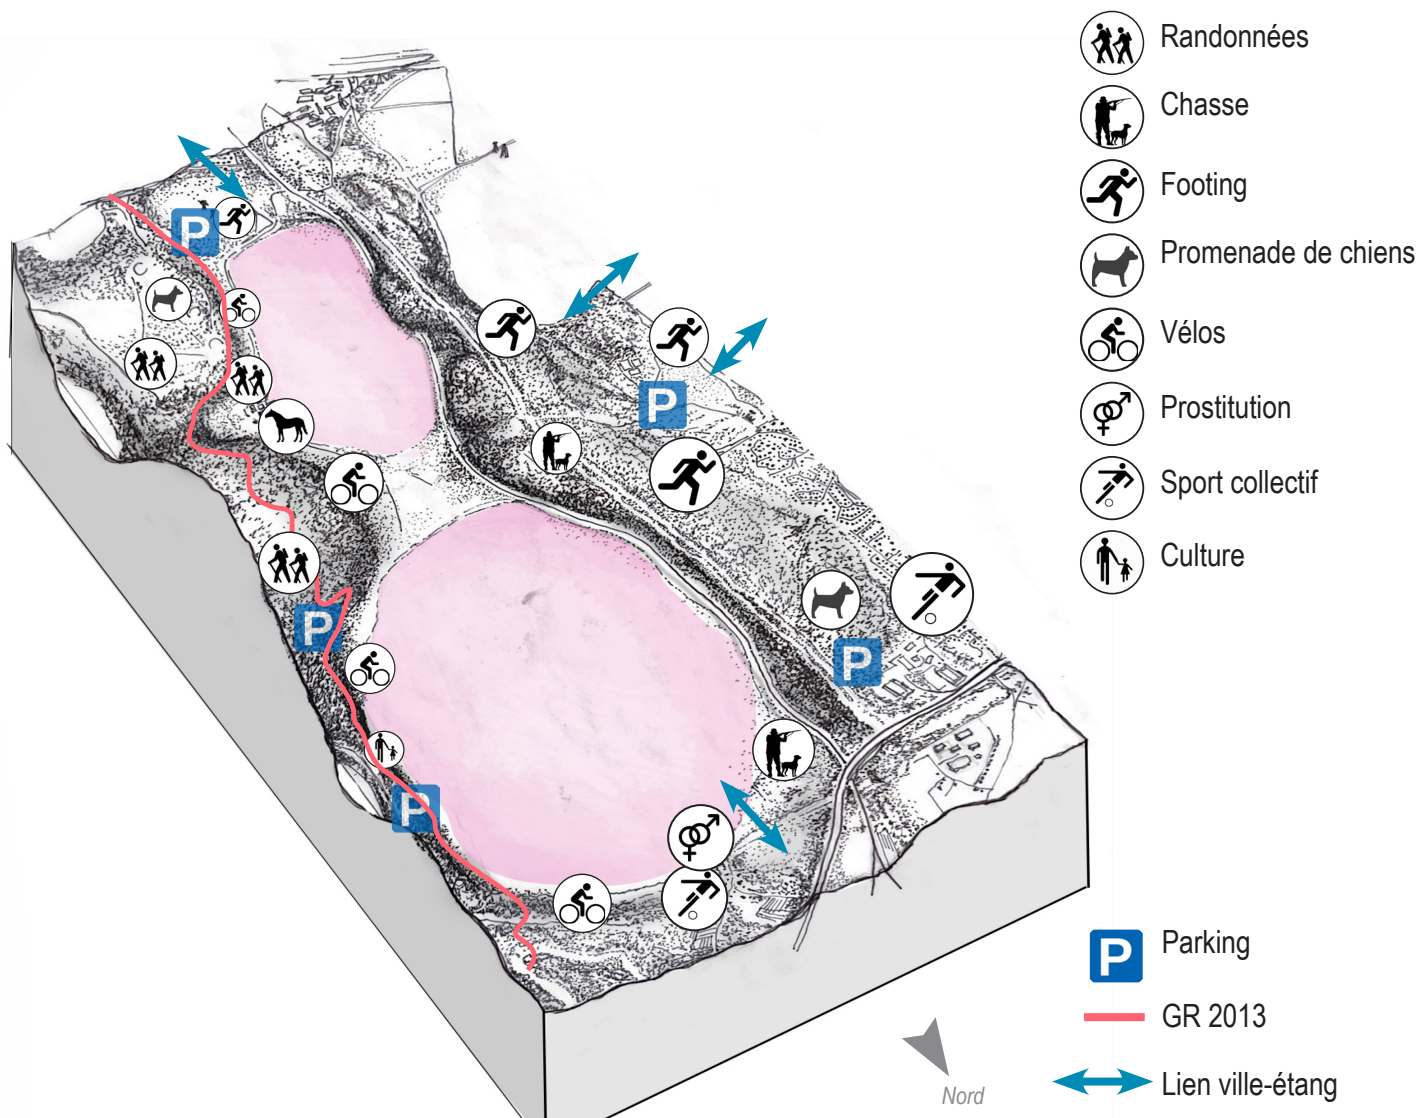 Randonnées
Chasse
Footing
Promenade de chiens
Vélos
Prostitution
Sport collectif
Culture
P
P
P
P
P
P Parking
GR 2013
Lien ville-étang
Nord